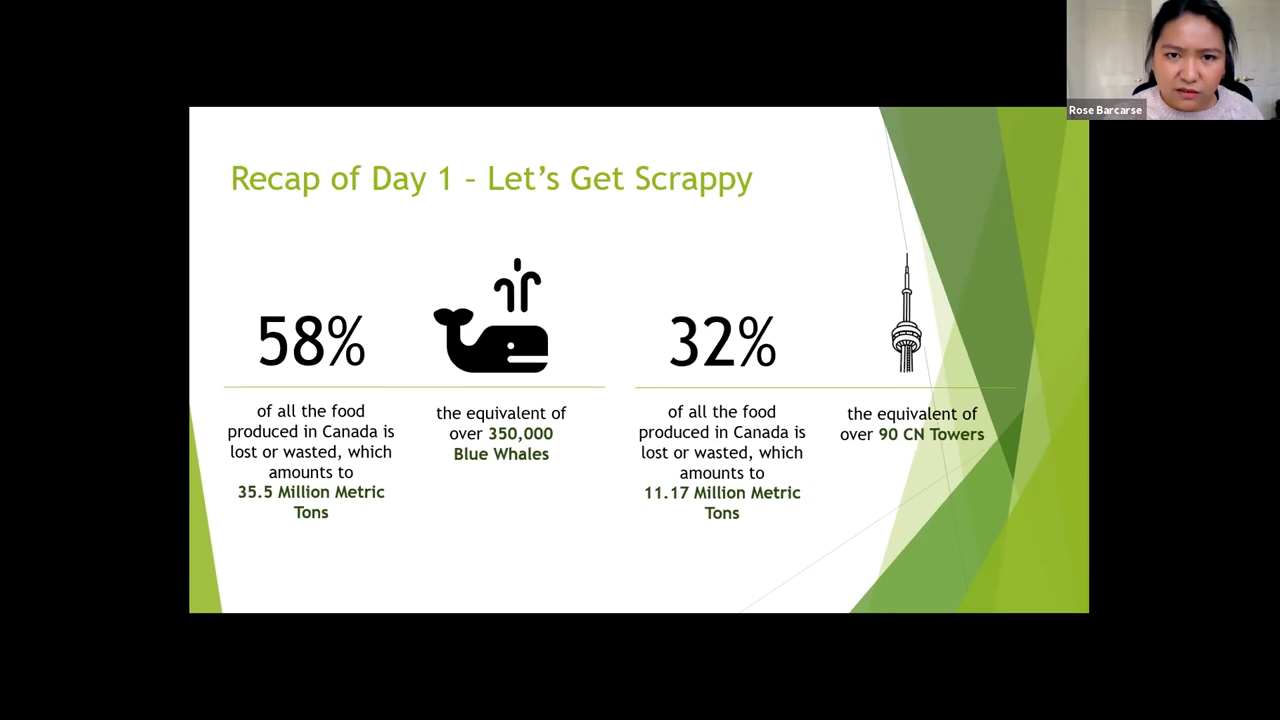 Rose Barcarse
Recap of Day 1 – Let’s Get Scrappy
58%
of all the food
produced in Canada is
lost or wasted, which
amounts to
35.5 Million Metric
Tons
the equivalent of
over 350,000
Blue Whales
32%
of all the food
produced in Canada is
lost or wasted, which
amounts to
11.17 Million Metric
Tons
the equivalent of
over 90 CN Towers